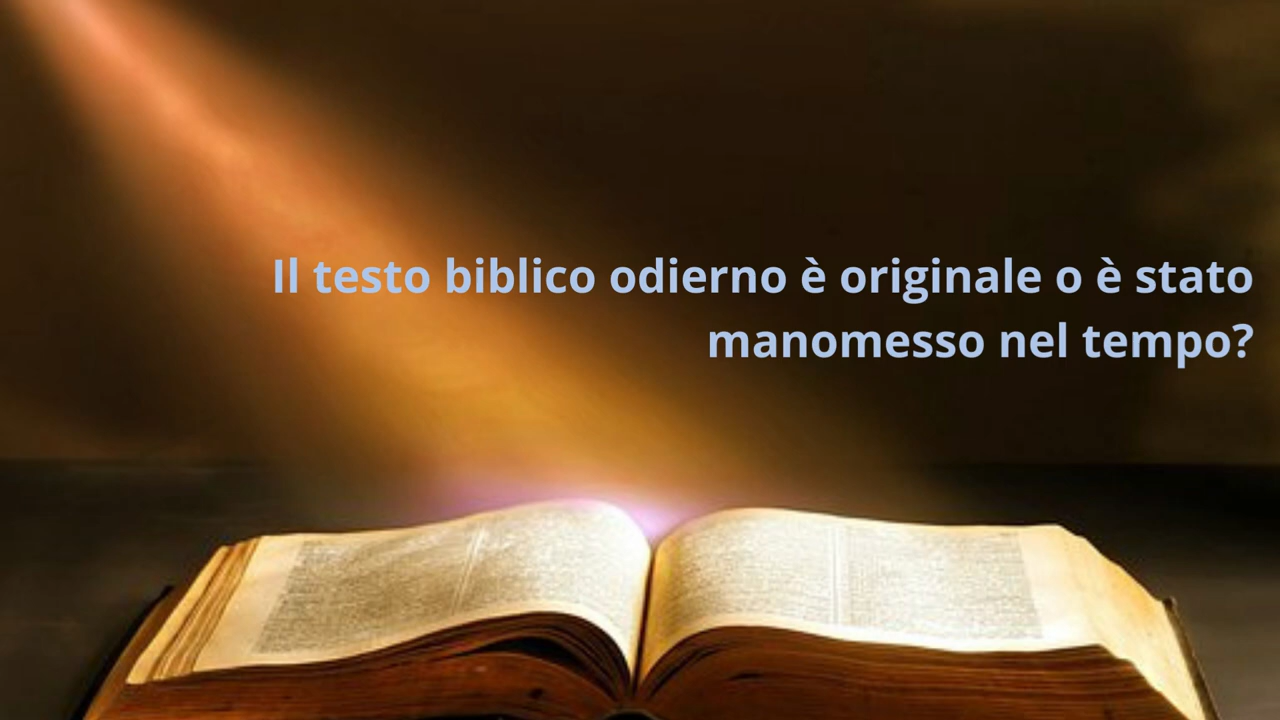 Il testo biblico odierno è originale o è stato
manomesso nel tempo?